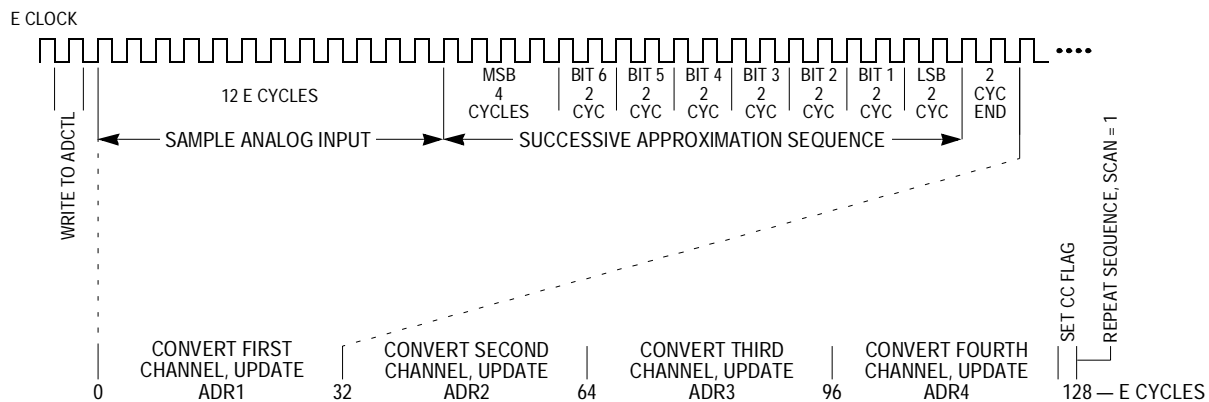 E CLOCK
MSB
4
CYCLES
BIT 6
2
CYC
BIT 5
2
CYC
BIT 4
2
CYC
BIT 3
2
CYC
BIT 2
2
CYC
BIT 1
2
CYC
LSB
2
CYC
2
CYC
END
12 E CYCLES
WRITE TO ADCTL
SAMPLE ANALOG INPUT
SUCCESSIVE APPROXIMATION SEQUENCE
SET CC FLAG
REPEAT SEQUENCE, SCAN = 1
CONVERT FIRST
CHANNEL, UPDATE
ADR1
CONVERT SECOND
CHANNEL, UPDATE
ADR2
CONVERT THIRD
CHANNEL, UPDATE
ADR3
CONVERT FOURTH
CHANNEL, UPDATE
ADR4
0
32
64
96
128 — E CYCLES